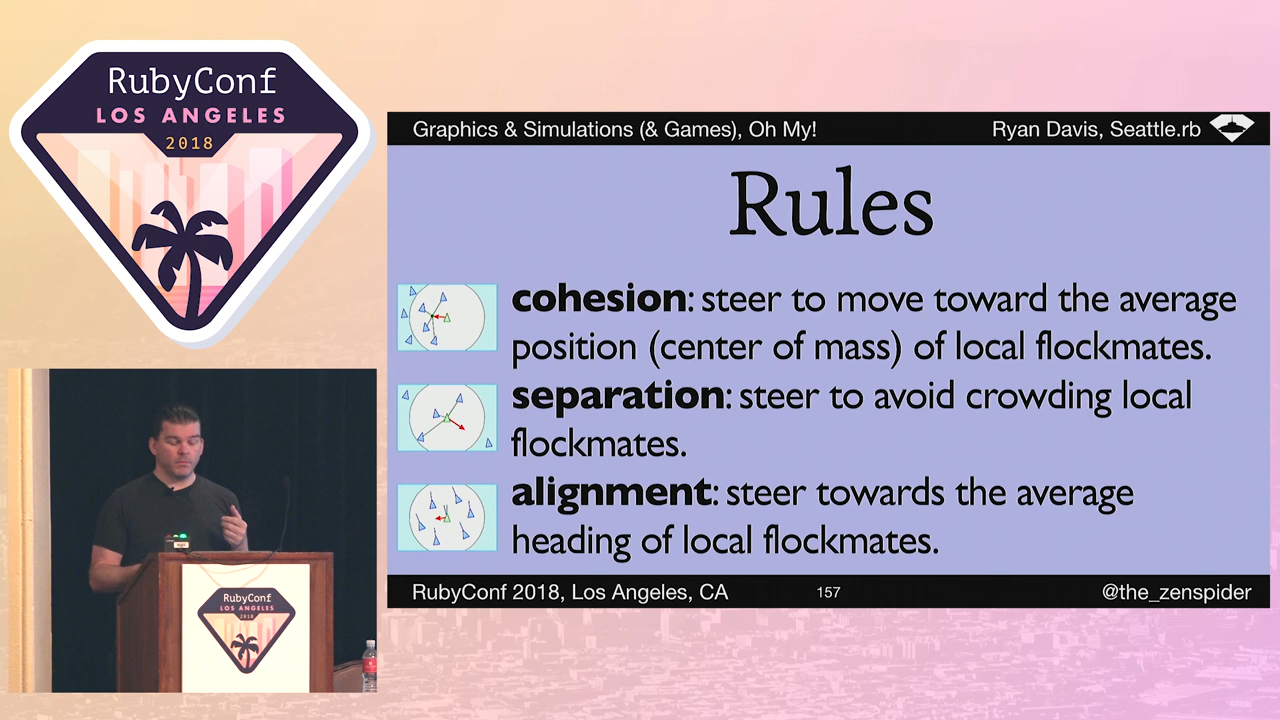 RubyConf
LOS ANGELES
2018
Graphics & Simulations (& Games), Oh My!
Ryan Davis, Seattle.rb
Rules
cohesion: steer to move toward the average
position (center of mass) of local flockmates.
separation: steer to avoid crowding local
flockmates.
alignment: steer towards the average
heading of local flockmates.
RubyConf 2018, Los Angeles, CA
157
@the_zenspider
RubyConf
LOS ANGELES
2018